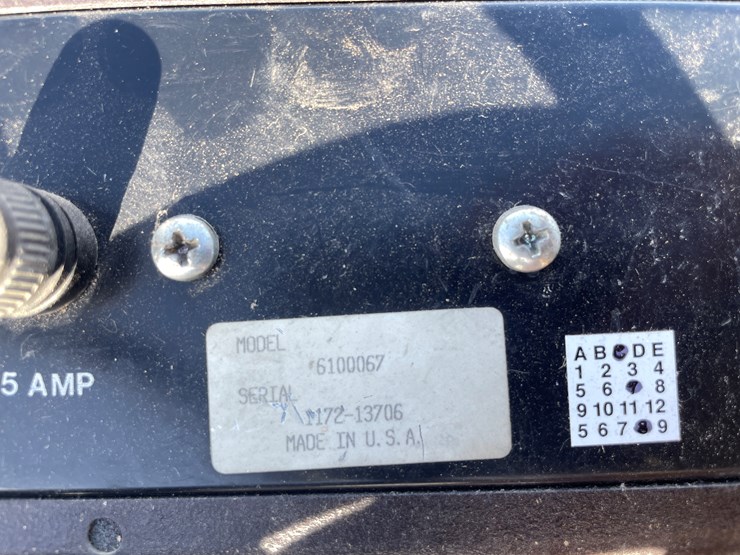 MODEL
6100067
SERIAL
1172-13706
MADE IN U.S.A.
5 AMP
A B C D E
1 2 3 4
5 6 7 8
9 10 11 12
5 6 7 8 9